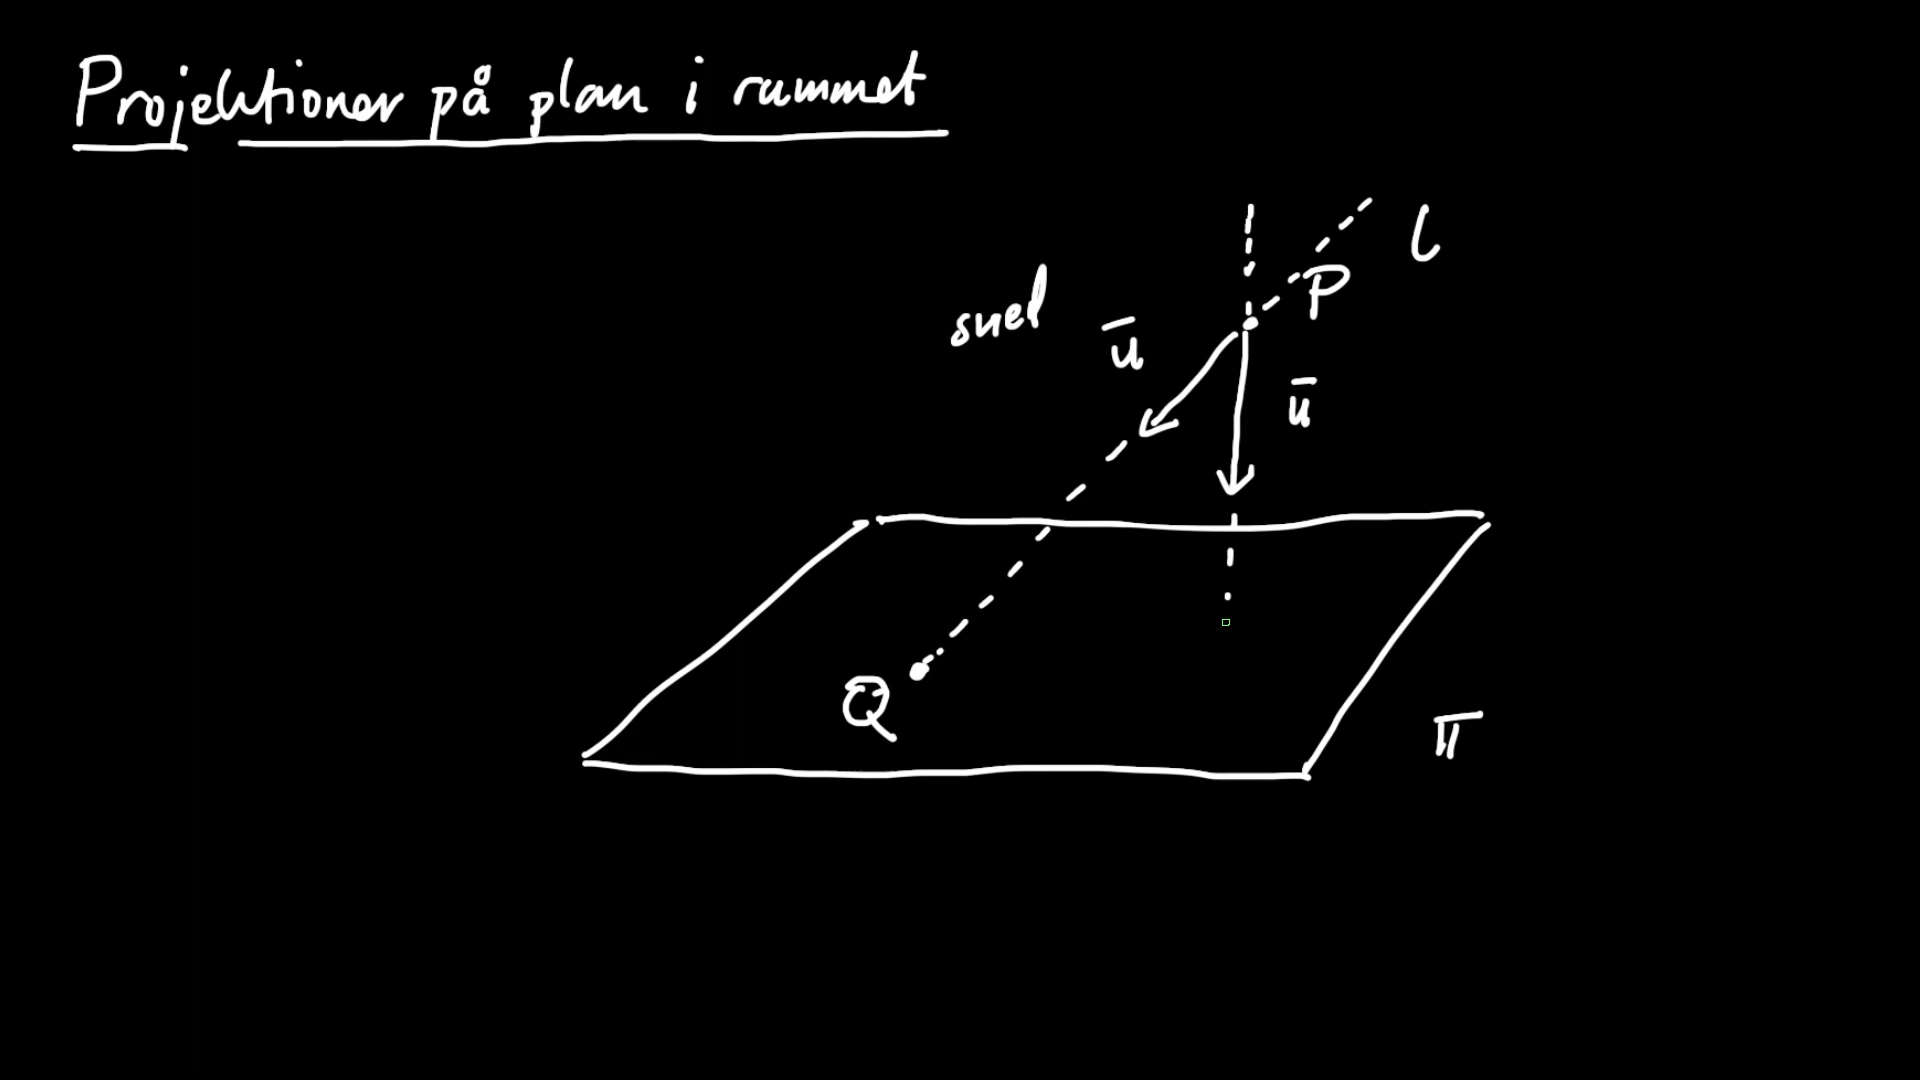 Projektioner på plan i rummet
l
P
sned
ū
ū
Q
π